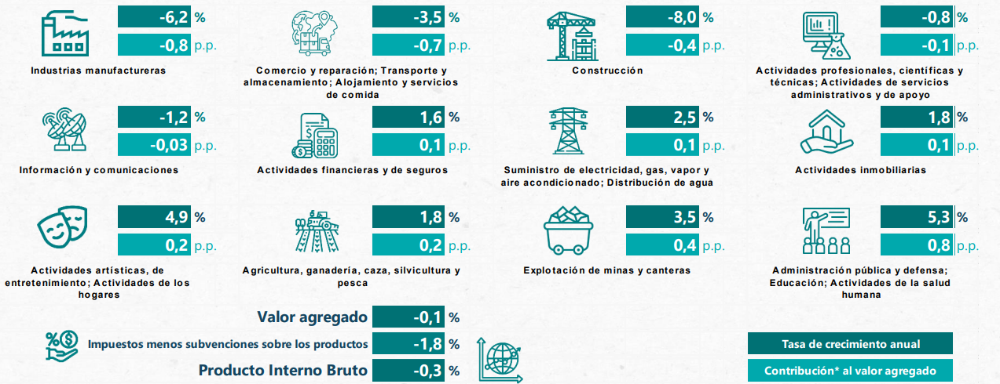 -6,2 %
-0,8 p.p.
Industrias manufactureras
-3,5 %
-0,7 p.p.
Comercio y reparación; Transporte y
almacenamiento; Alojamiento y servicios
de comida
-8,0 %
-0,4 p.p.
Construcción
-0,8 %
-0,1 p.p.
Actividades profesionales, científicas y
técnicas; Actividades de servicios
administrativos y de apoyo
-1,2 %
-0,03 p.p.
Información y comunicaciones
1,6 %
0,1 p.p.
Actividades financieras y de seguros
2,5 %
0,1 p.p.
Suministro de electricidad, gas, vapor y
aire acondicionado; Distribución de agua
1,8 %
0,1 p.p.
Actividades inmobiliarias
4,9 %
0,2 p.p.
Actividades artísticas, de
entretenimiento; Actividades de los
hogares
1,8 %
0,2 p.p.
Agricultura, ganadería, caza, silvicultura y
pesca
3,5 %
0,4 p.p.
Explotación de minas y canteras
5,3 %
0,8 p.p.
Administración pública y defensa;
Educación; Actividades de la salud
humana
Valor agregado -0,1 %
Impuestos menos subvenciones sobre los productos -1,8 %
Producto Interno Bruto -0,3 %
Tasa de crecimiento anual
Contribución* al valor agregado